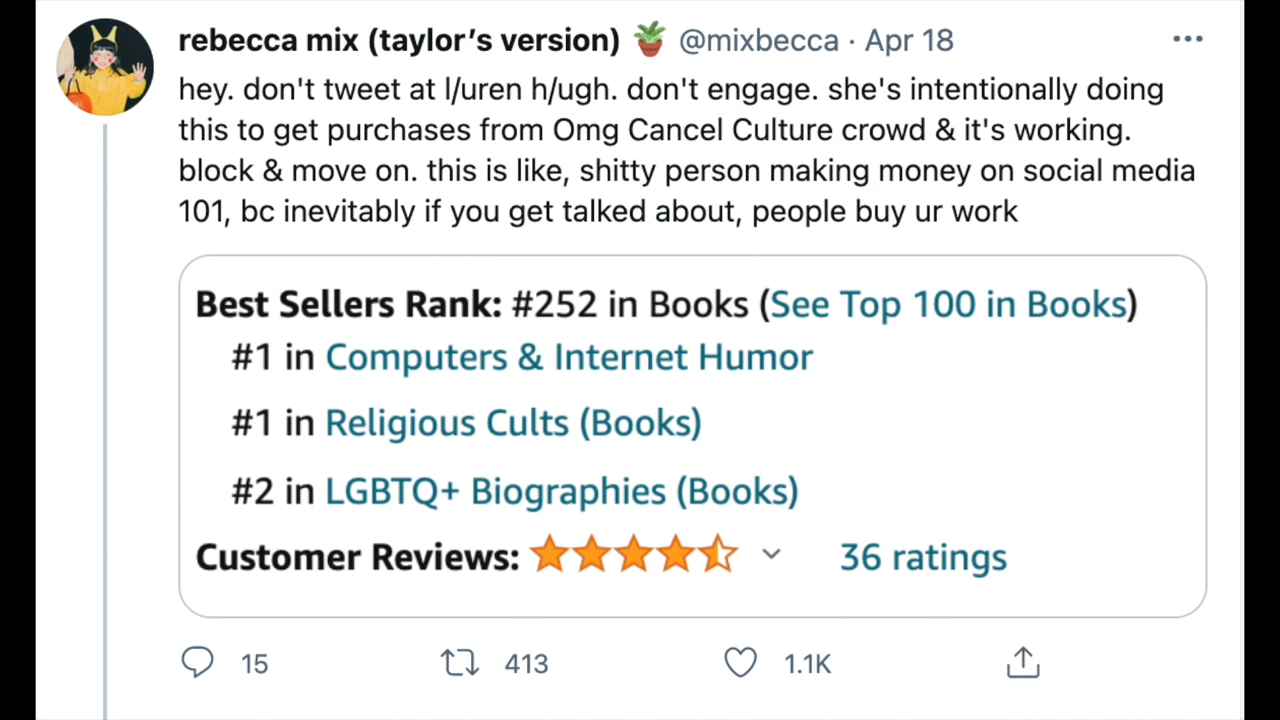 rebecca mix (taylor's version) 🪴 @mixbecca · Apr 18
hey. don't tweet at l/uren h/ugh. don't engage. she's intentionally doing
this to get purchases from Omg Cancel Culture crowd & it's working.
block & move on. this is like, shitty person making money on social media
101, bc inevitably if you get talked about, people buy ur work
Best Sellers Rank: #252 in Books (See Top 100 in Books)
#1 in Computers & Internet Humor
#1 in Religious Cults (Books)
#2 in LGBTQ+ Biographies (Books)
Customer Reviews: 36 ratings
15 413 1.1K